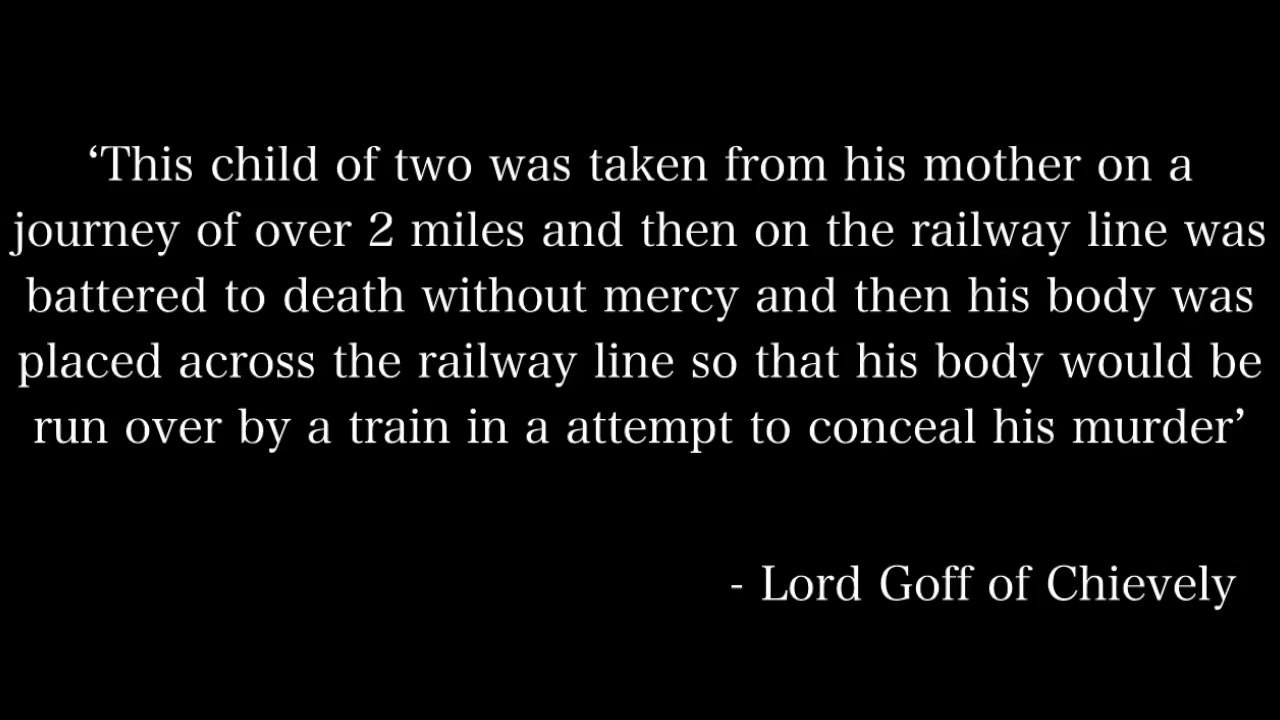 ‘This child of two was taken from his mother on a
journey of over 2 miles and then on the railway line was
battered to death without mercy and then his body was
placed across the railway line so that his body would be
run over by a train in a attempt to conceal his murder’
- Lord Goff of Chievely